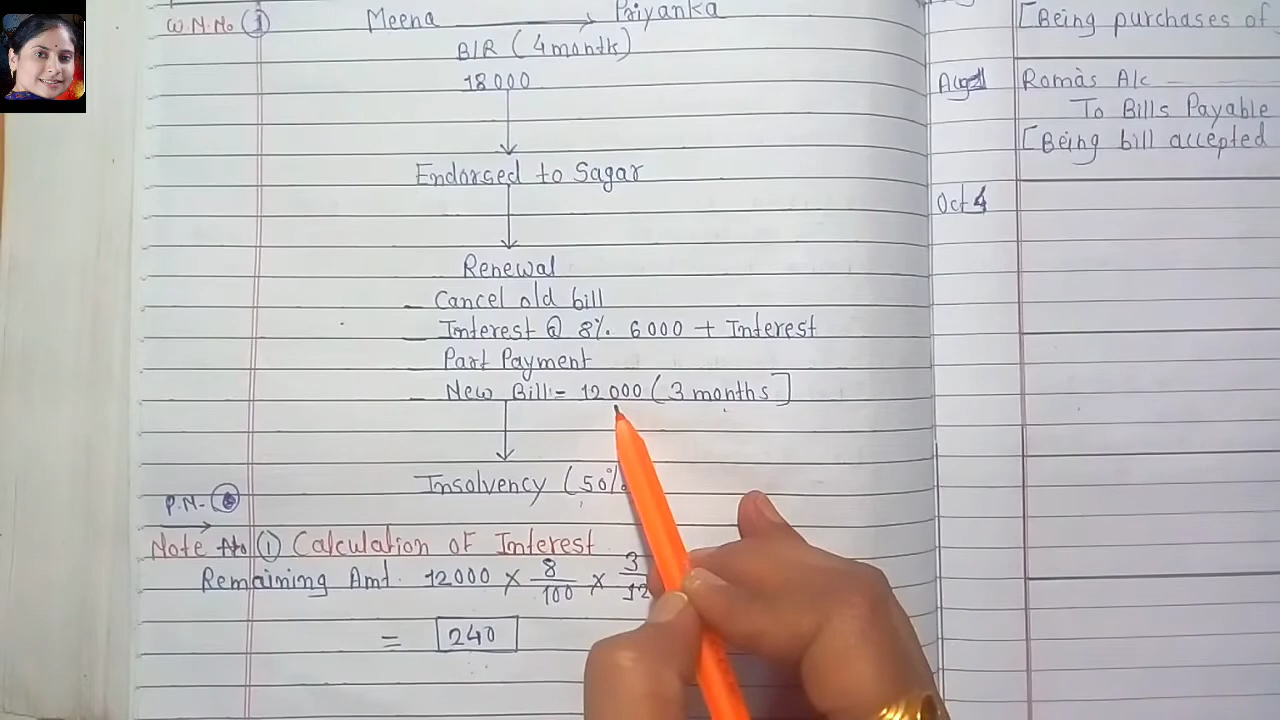 W.N.No 1
Meena → Priyanka
B/R (4 month)
18000
Endorsed to Sagar
Renewal
- Cancel old bill
- Interest @ 8%. 6000 + Interest
Part Payment
- New Bill:- 12000 (3 months]
Insolvency (50%
P.N.-
Note No 1 Calculation of Interest
Remaining Amt. 12000 × 8/100 × 3/12
= 240
[Being purchases of
Aug
Roma's A/c
To Bills Payable
[Being bill accepted
Oct 4